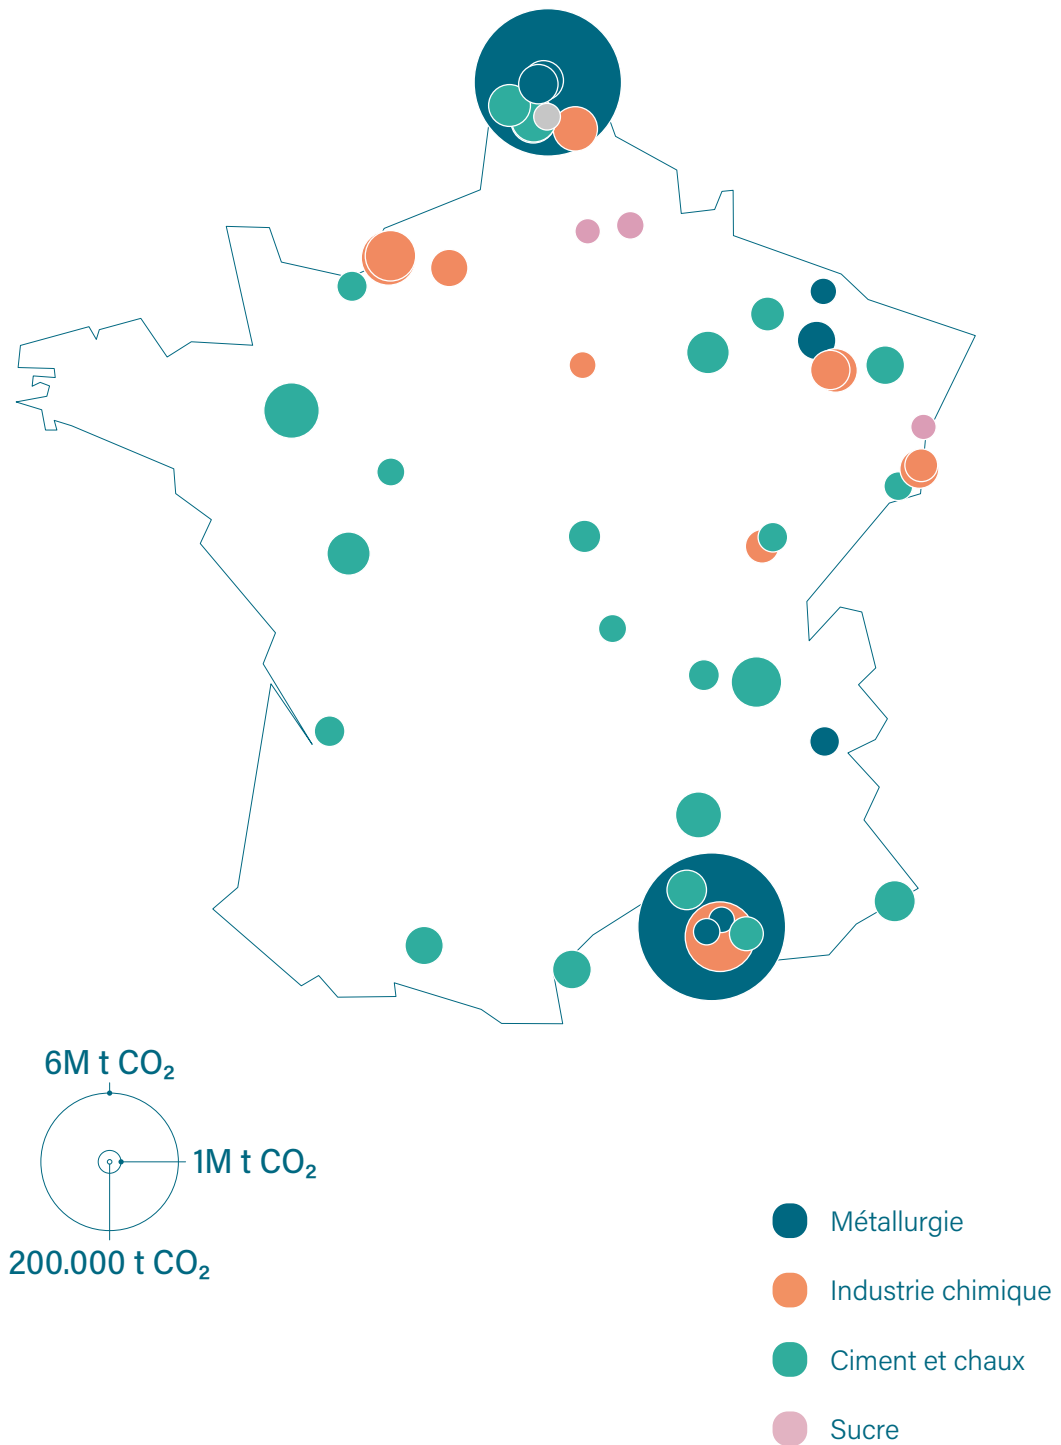 6M t CO₂
1M t CO₂
200.000 t CO₂
Métallurgie
Industrie chimique
Ciment et chaux
Sucre